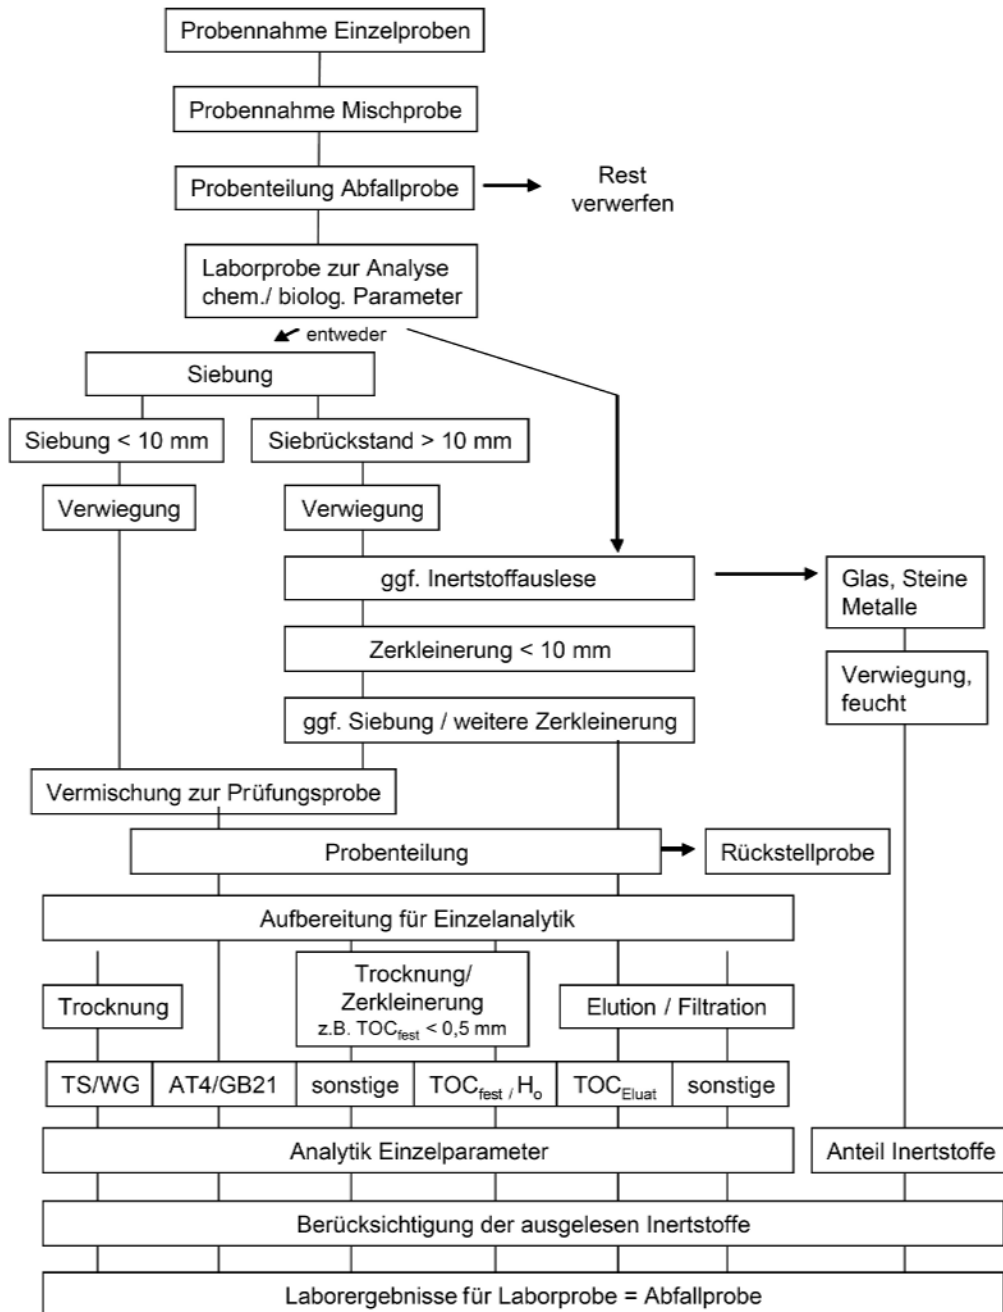 Probennahme Einzelproben
Probennahme Mischprobe
Probenteilung Abfallprobe
Rest
verwerfen
Laborprobe zur Analyse
chem./ biolog. Parameter
entweder
Siebung
Siebung < 10 mm
Siebrückstand > 10 mm
Verwiegung
Verwiegung
ggf. Inertstoffauslese
Glas, Steine
Metalle
Zerkleinerung < 10 mm
Verwiegung,
feucht
ggf. Siebung / weitere Zerkleinerung
Vermischung zur Prüfungsprobe
Probenteilung
Rückstellprobe
Aufbereitung für Einzelanalytik
Trocknung
Trocknung/
Zerkleinerung
z.B. TOCfest < 0,5 mm
Elution / Filtration
TS/WG
AT4/GB21
sonstige
TOCfest / Ho
TOCEluat
sonstige
Analytik Einzelparameter
Anteil Inertstoffe
Berücksichtigung der ausgelesen Inertstoffe
Laborergebnisse für Laborprobe = Abfallprobe